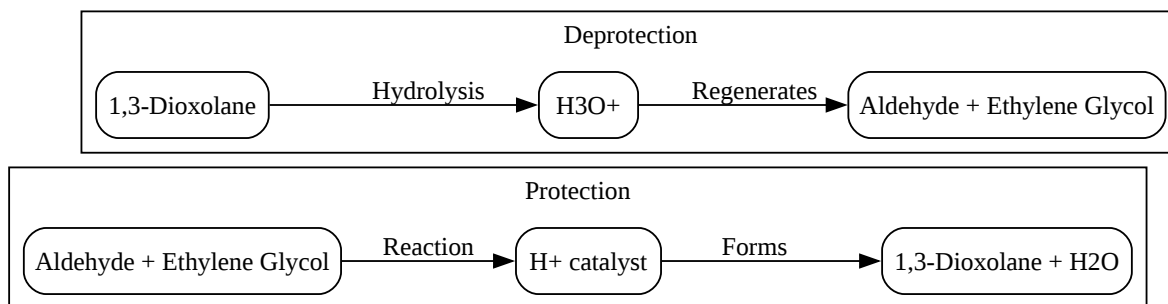 Deprotection
1,3-Dioxolane
Hydrolysis
H3O+
Regenerates
Aldehyde + Ethylene Glycol
Protection
Aldehyde + Ethylene Glycol
Reaction
H+ catalyst
Forms
1,3-Dioxolane + H2O